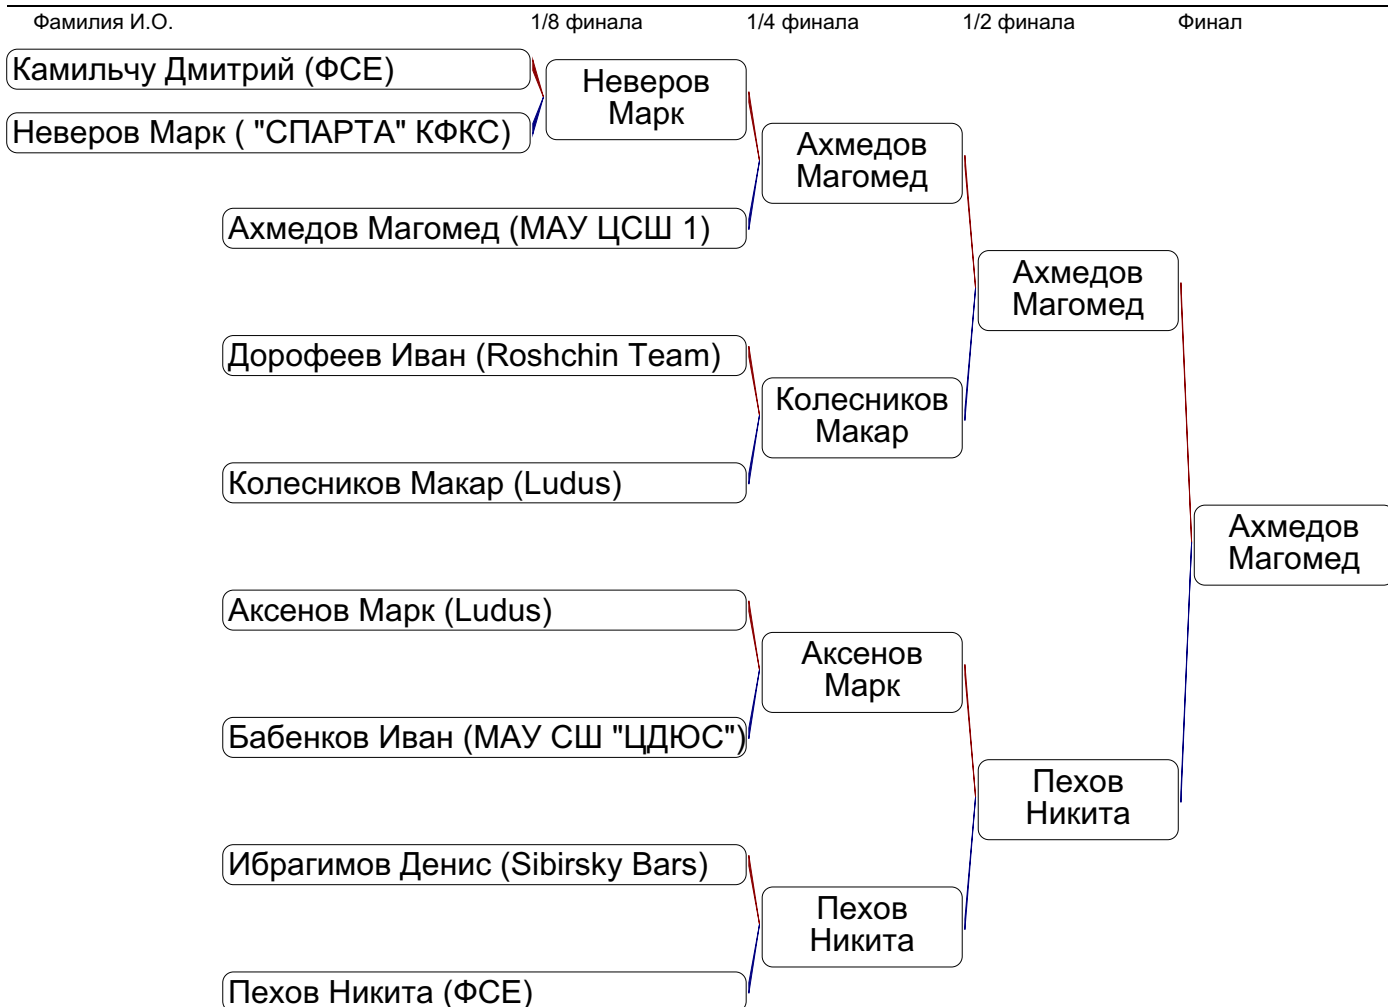 Фамилия И.О. 1/8 финала 1/4 финала 1/2 финала Финал
Камильчу Дмитрий (ФСЕ)
Неверов Марк ( "СПАРТА" КФКС)
Неверов
Марк
Ахмедов Магомед (МАУ ЦСШ 1)
Ахмедов
Магомед
Дорофеев Иван (Roshchin Team)
Колесников Макар (Ludus)
Колесников
Макар
Ахмедов
Магомед
Аксенов Марк (Ludus)
Бабенков Иван (МАУ СШ "ЦДЮС")
Аксенов
Марк
Ибрагимов Денис (Sibirsky Bars)
Пехов Никита (ФСЕ)
Пехов
Никита
Пехов
Никита
Ахмедов
Магомед